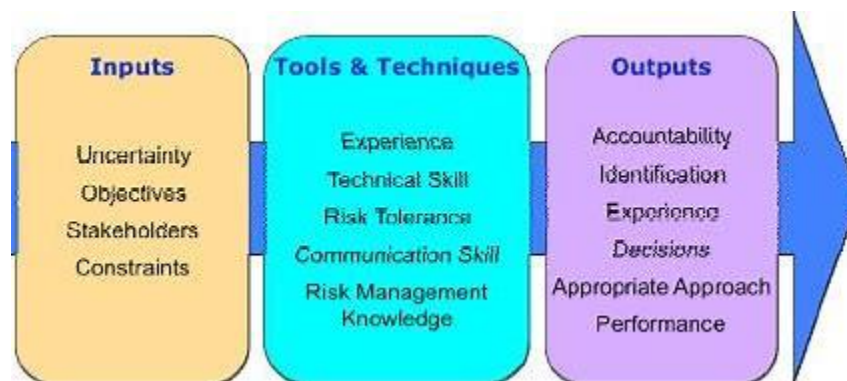 Inputs
Uncertainty
Objectives
Stakeholders
Constraints
Tools & Techniques
Experience
Technical Skill
Risk Tolerance
Communication Skill
Risk Management
Knowledge
Outputs
Accountability
Identification
Experience
Decisions
Appropriate Approach
Performance